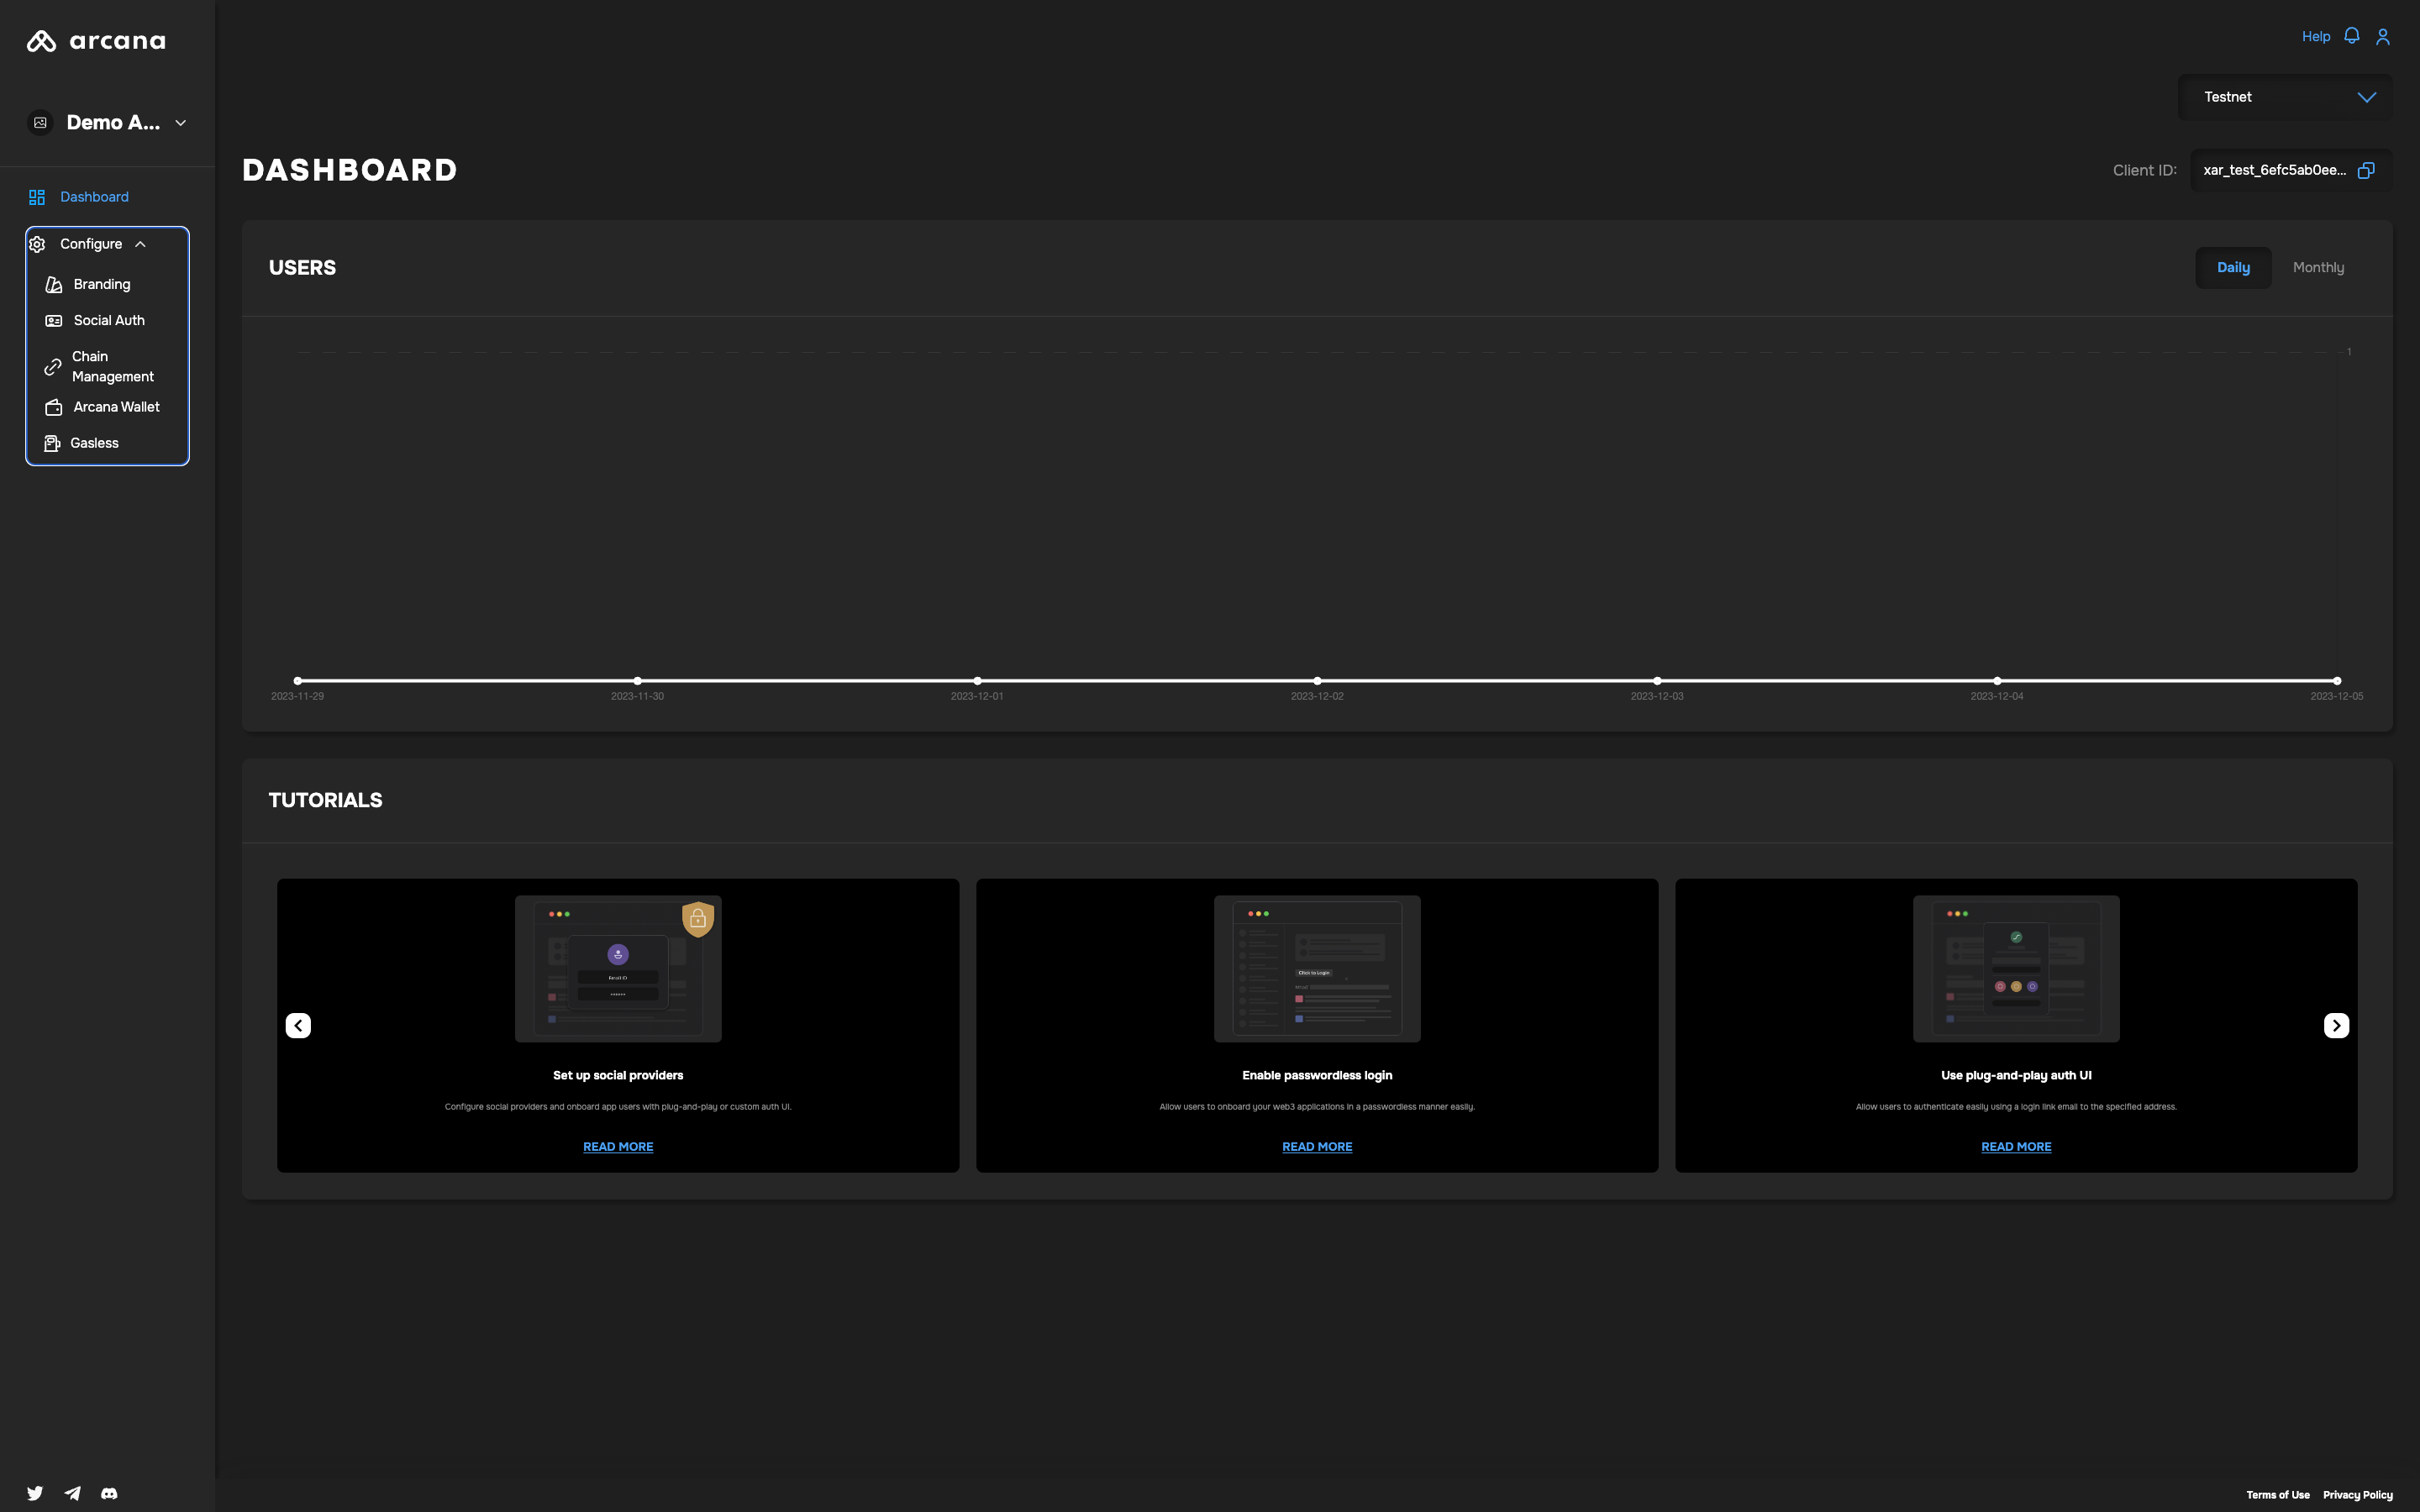 arcana
Demo A...
Dashboard
Configure
Branding
Social Auth
Chain
Management
Arcana Wallet
Gasless
Help
Testnet
DASHBOARD
Client ID:
xar_test_6efc5ab0ee...
USERS
Daily
Monthly
1
2023-11-29
2023-11-30
2023-12-01
2023-12-02
2023-12-03
2023-12-04
2023-12-05
TUTORIALS
Email ID
Set up social providers
Configure social providers and onboard app users with plug-and-play or custom auth UI.
READ MORE
Click to Login
Enable passwordless login
Allow users to onboard your web3 applications in a passwordless manner easily.
READ MORE
Use plug-and-play auth UI
Allow users to authenticate easily using a login link email to the specified address.
READ MORE
Terms of Use
Privacy Policy